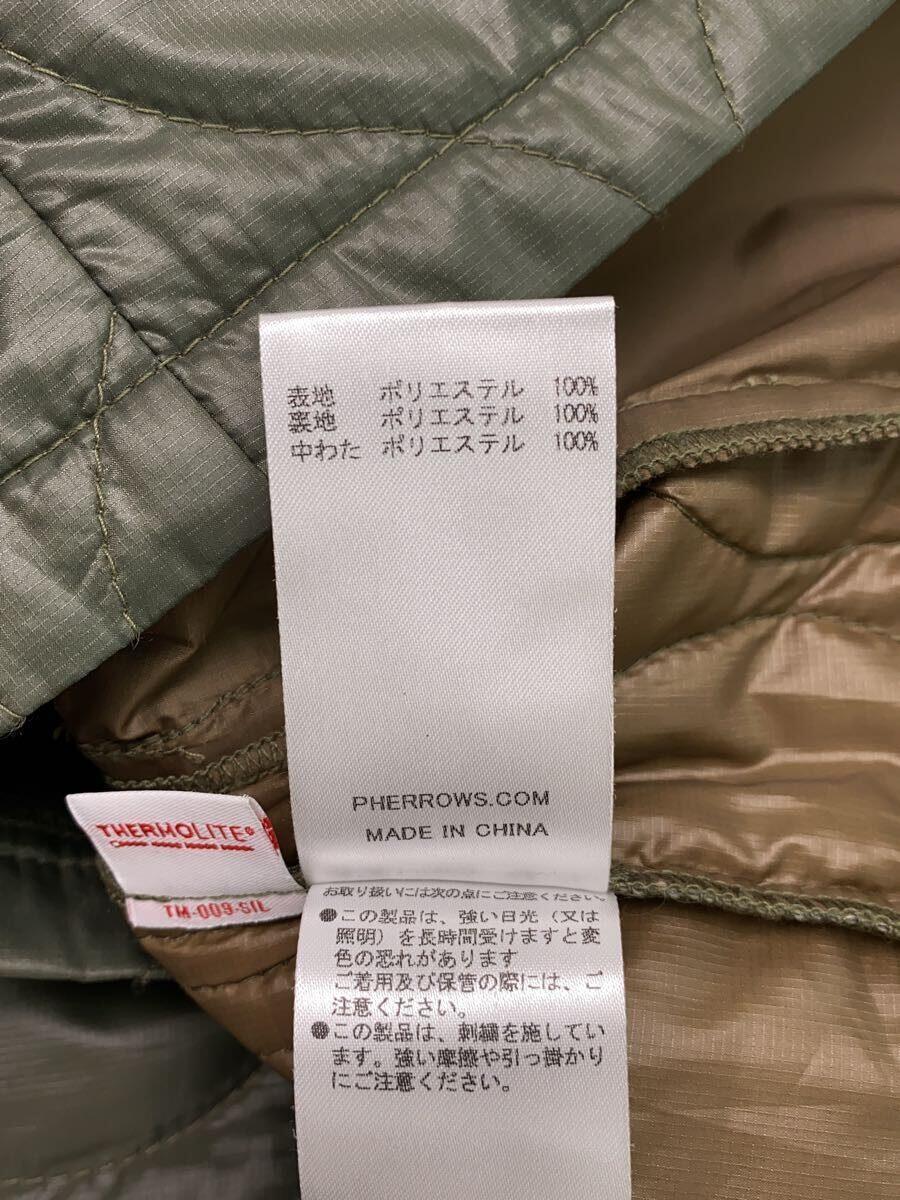 表地 ポリエステル 100%
裏地 ポリエステル 100%
中わた ポリエステル 100%
PHERROWS.COM
MADE IN CHINA
THERMOLITE®
TM-009-SIL
お取り扱いには次の点にご注意ください。
●この製品は、強い日光（又は
照明）を長時間受けますと変
色の恐れがあります
ご着用及び保管の際には、ご
注意ください。
●この製品は、刺繍を施してい
ます。強い摩擦や引っ掛かり
にご注意ください。